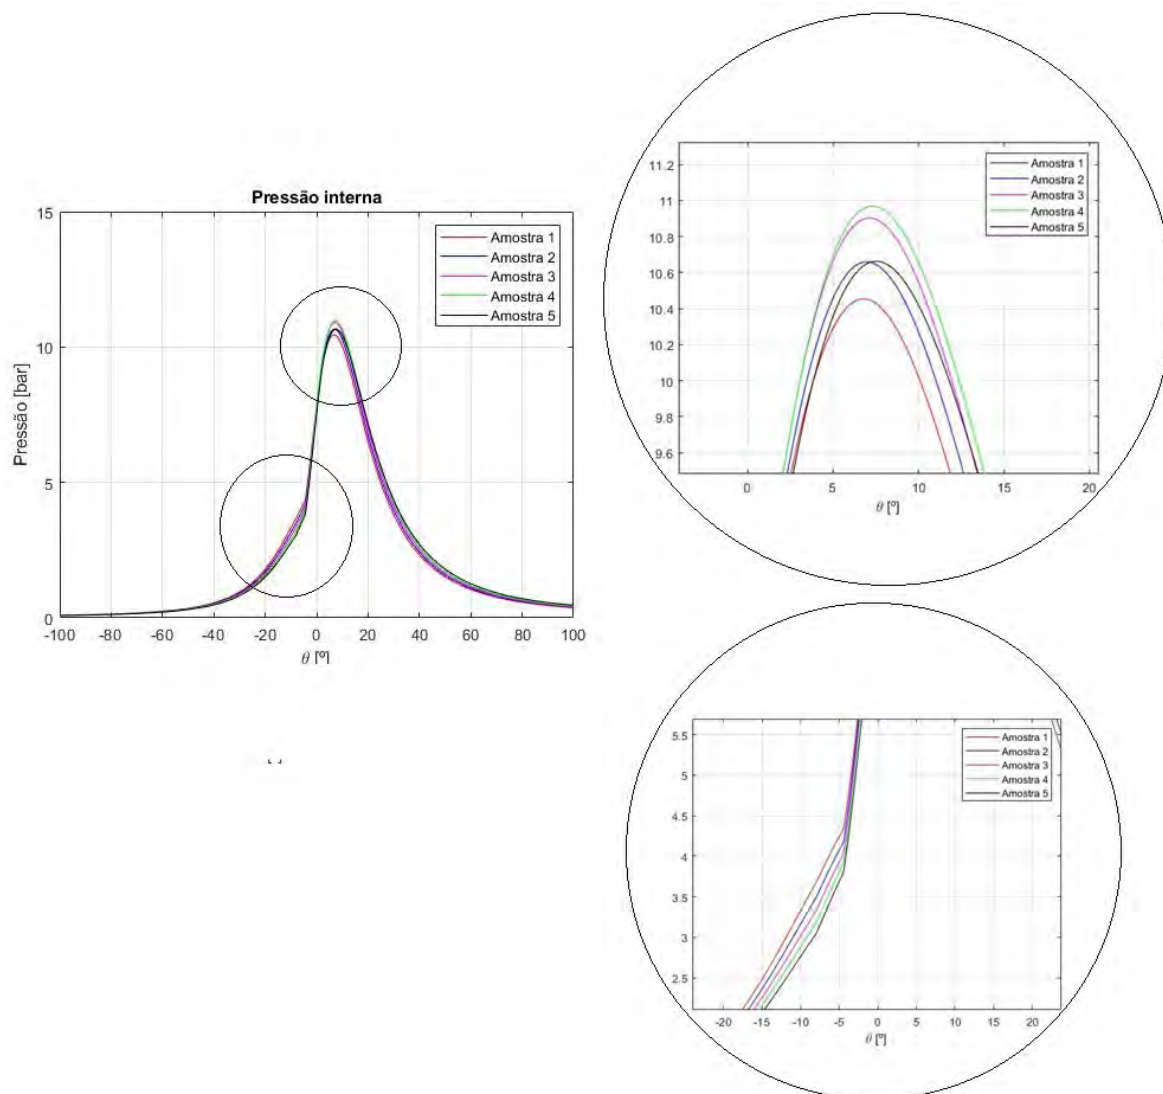 Pressão interna
15
10
5
0
Pressão [bar]
-100
-80
-60
-40
-20
0
20
40
60
80
100
θ [º]
Amostra 1
Amostra 2
Amostra 3
Amostra 4
Amostra 5
11.2
11
10.8
10.6
10.4
10.2
10
9.8
9.6
0
5
10
15
20
θ [º]
Amostra 1
Amostra 2
Amostra 3
Amostra 4
Amostra 5
5.5
5
4.5
4
3.5
3
2.5
-20
-15
-10
-5
0
5
10
15
20
θ [º]
Amostra 1
Amostra 2
Amostra 3
Amostra 4
Amostra 5